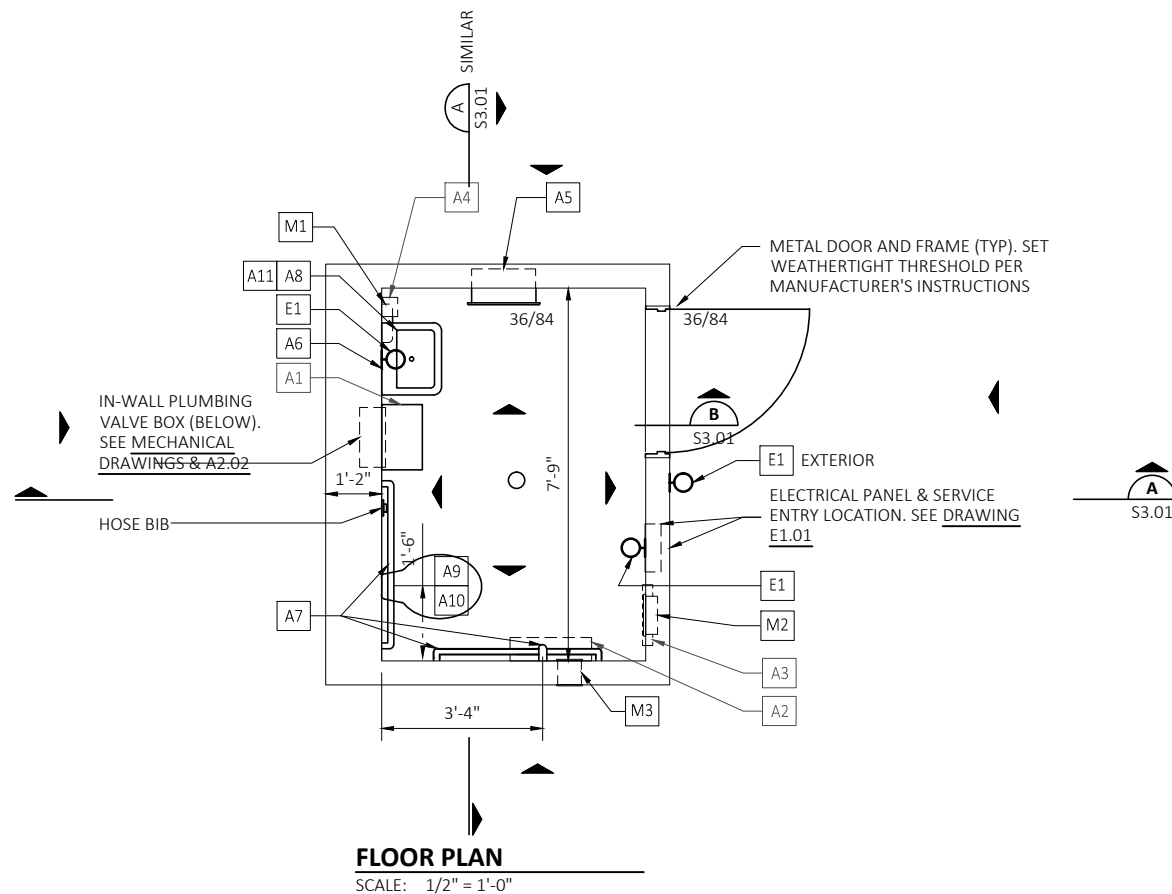 SIMILAR
A
S3.01
A4
A5
M1
A11 A8
E1
A6
A1
METAL DOOR AND FRAME (TYP). SET
WEATHERTIGHT THRESHOLD PER
MANUFACTURER'S INSTRUCTIONS
36/84
36/84
IN-WALL PLUMBING
VALVE BOX (BELOW).
SEE MECHANICAL
DRAWINGS & A2.02
B
S3.01
1'-2"
7'-9"
E1 EXTERIOR
A
S3.01
HOSE BIB
1'-6"
ELECTRICAL PANEL & SERVICE
ENTRY LOCATION. SEE DRAWING
E1.01
A9
A10
E1
A7
M2
A3
A2
M3
3'-4"
FLOOR PLAN
SCALE: 1/2" = 1'-0"